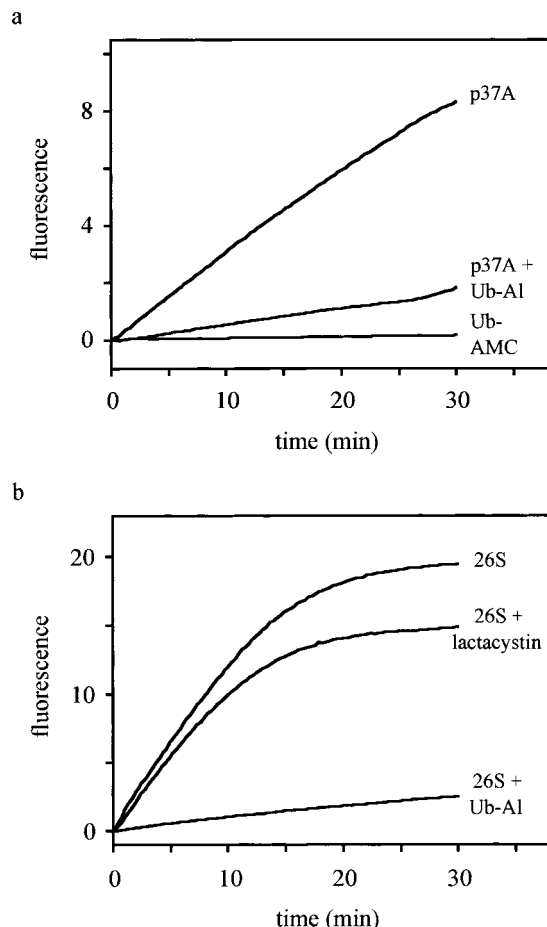 a
fluorescence
8
4
0
p37A
p37A +
Ub-Al
Ub-
AMC
0
10
20
30
time (min)
b
fluorescence
20
10
0
26S
26S +
lactacystin
26S +
Ub-Al
0
10
20
30
time (min)